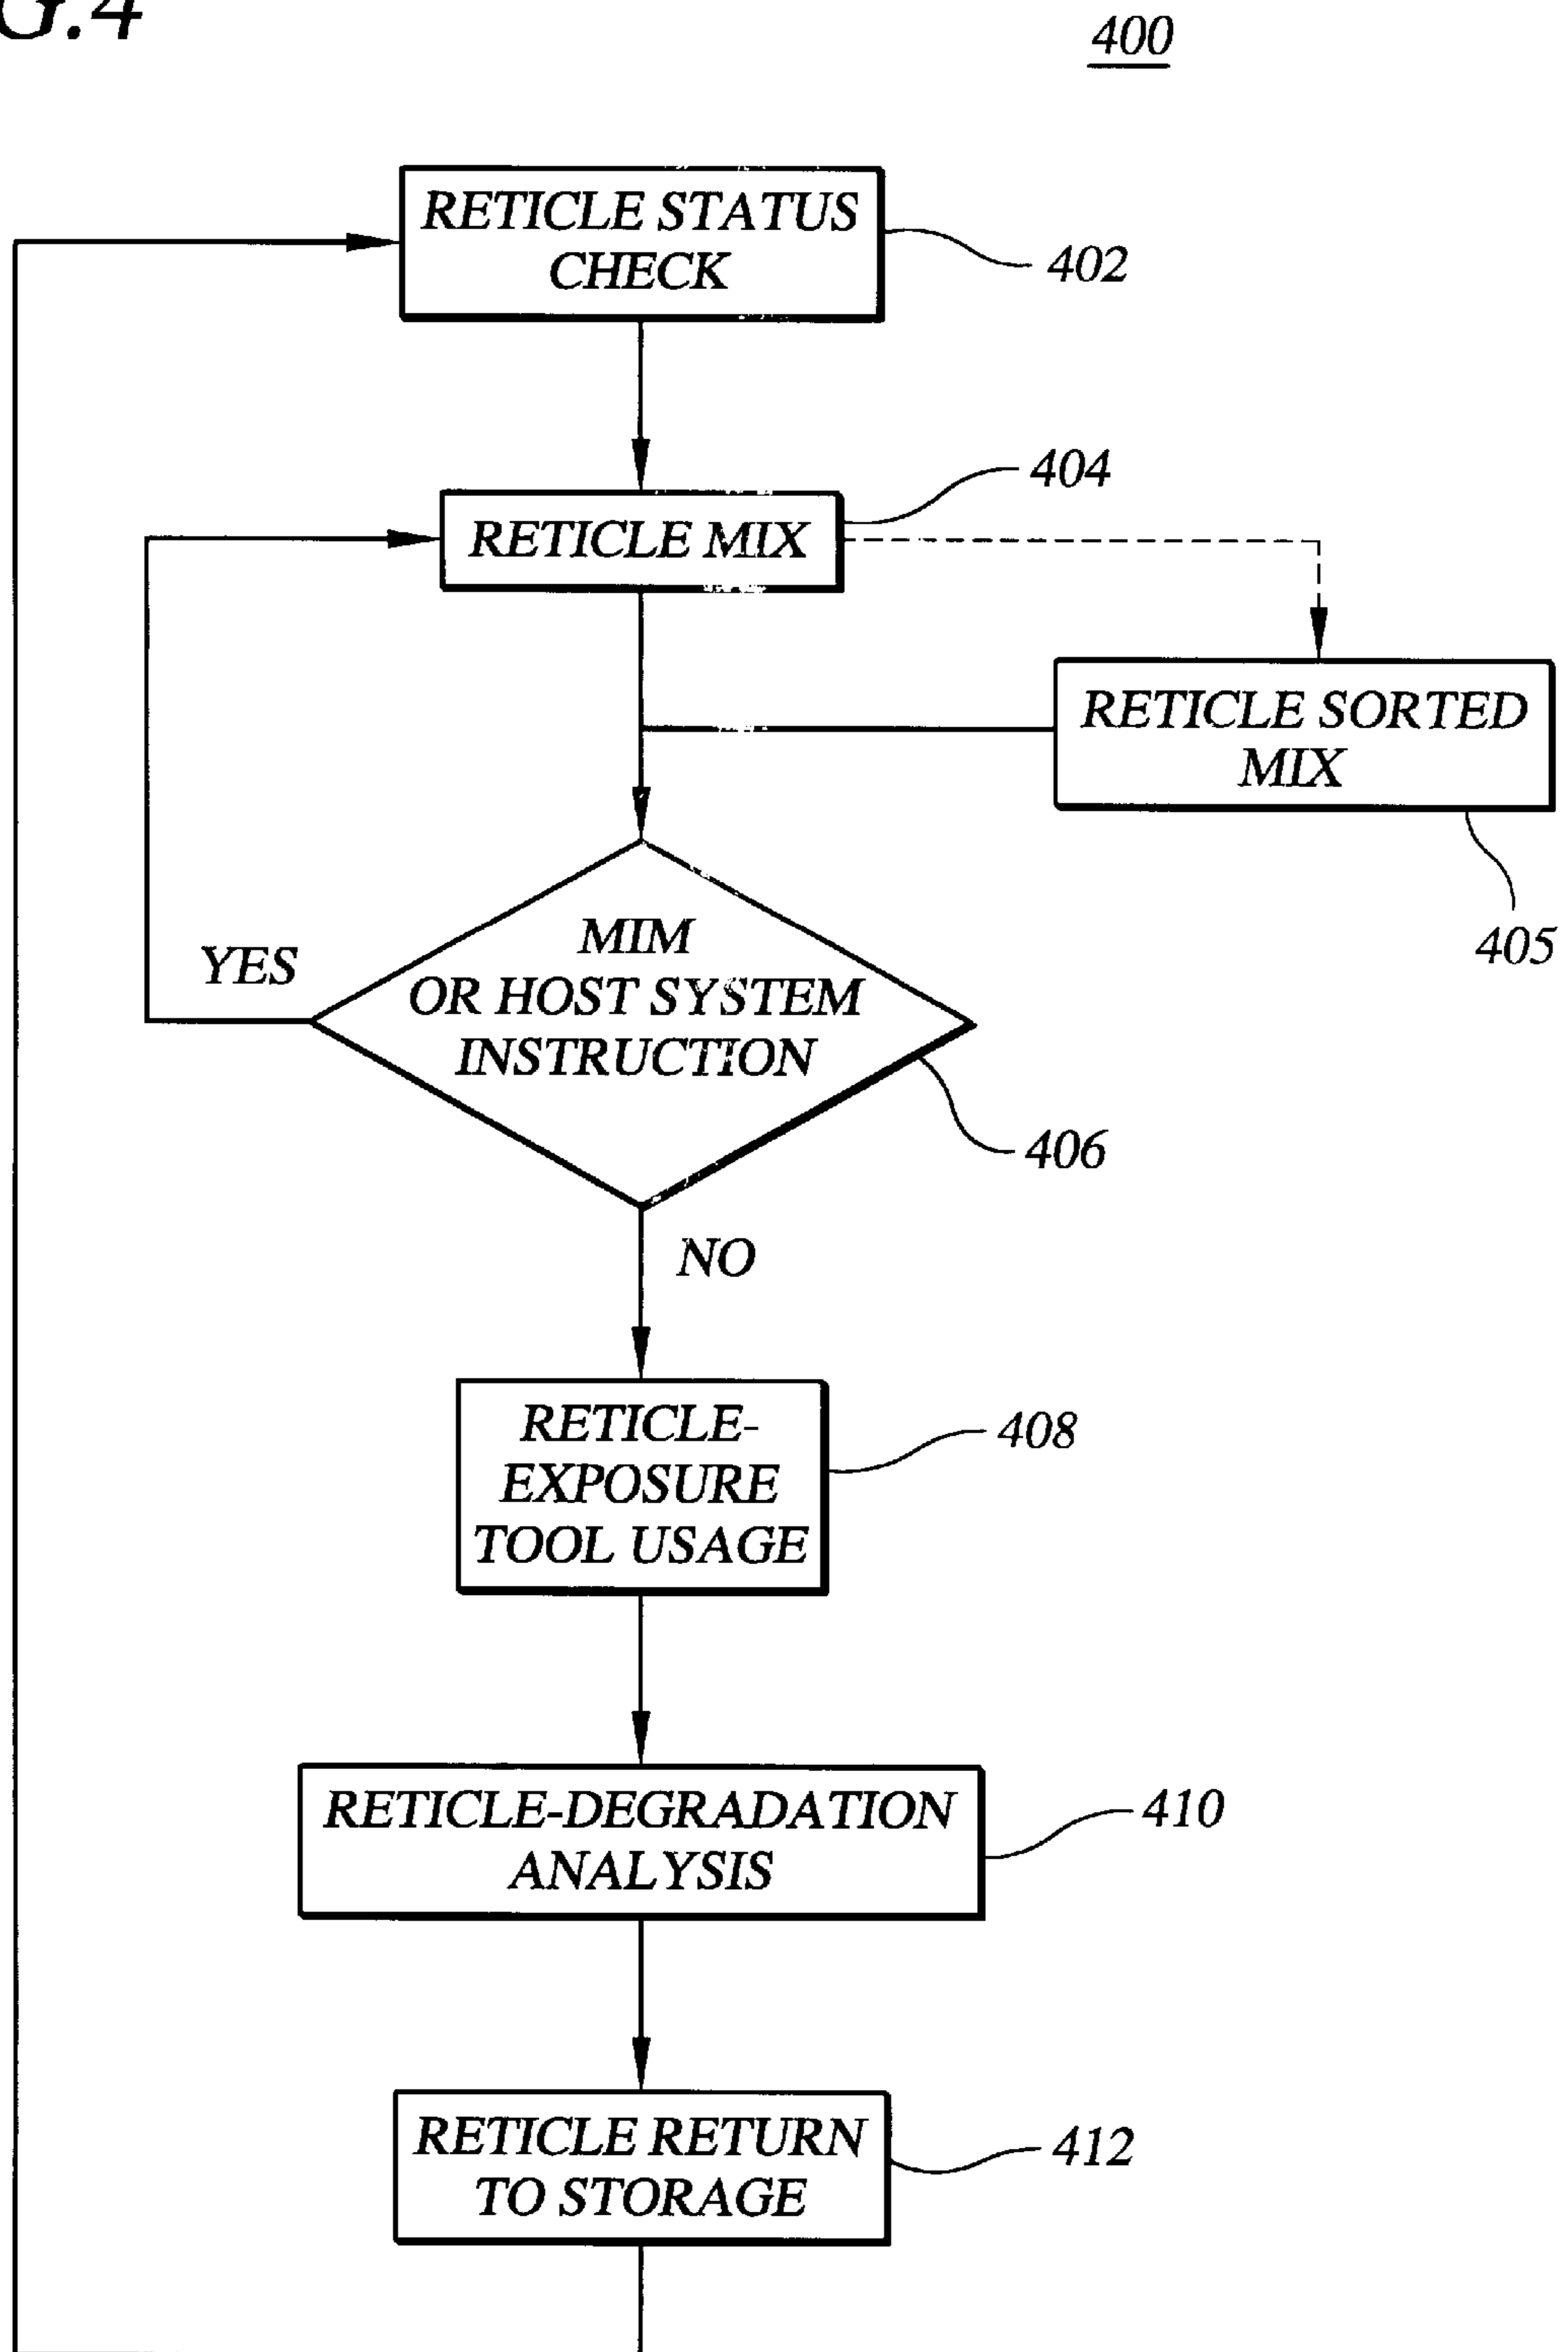 G.4
400
RETICLE STATUS
CHECK
402
404
RETICLE MIX
RETICLE SORTED
MIX
405
YES
MIM
OR HOST SYSTEM
INSTRUCTION
406
NO
RETICLE-
EXPOSURE
TOOL USAGE
408
RETICLE-DEGRADATION
ANALYSIS
410
RETICLE RETURN
TO STORAGE
412